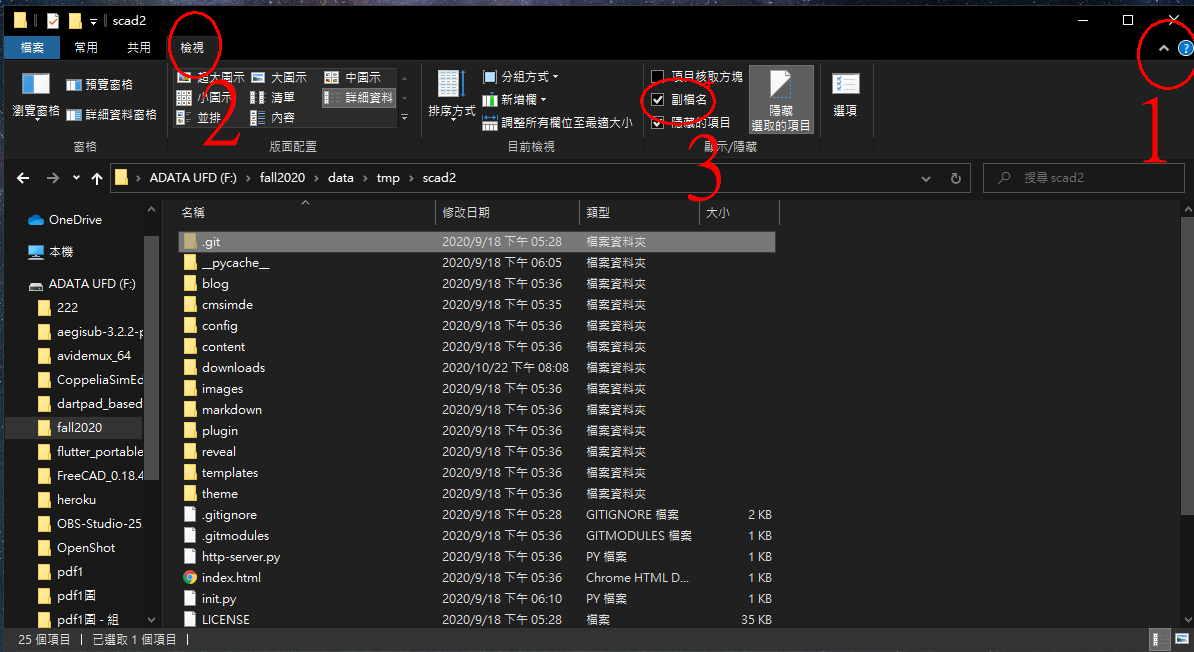 scad2
檔案 常用 共用 檢視
1
瀏覽窗格 預覽窗格 詳細資料窗格
窗格
超大圖示 大圖示 中圖示
小圖示 清單 詳細資料
並排 內容
2
版面配置
排序方式 分組方式
新增欄
調整所有欄位至最適大小
目前檢視
項目核取方塊
副檔名
隱藏的項目
3
隱藏
選取的項目
顯示/隱藏
選項
ADATA UFD (F:) › fall2020 › data › tmp › scad2
搜尋 scad2
OneDrive
本機
ADATA UFD (F:)
222
aegisub-3.2.2-p
avidemux_64
CoppeliaSimEd
dartpad_based
fall2020
flutter_portable
FreeCAD_0.18.4
heroku
OBS-Studio-25
OpenShot
pdf1
pdf1圖
pdf1圖 - 組
名稱 修改日期 類型 大小
.git 2020/9/18 下午 05:28 檔案資料夾
__pycache__ 2020/9/18 下午 06:05 檔案資料夾
blog 2020/9/18 下午 05:36 檔案資料夾
cmsimde 2020/9/18 下午 05:35 檔案資料夾
config 2020/9/18 下午 05:36 檔案資料夾
content 2020/9/18 下午 05:36 檔案資料夾
downloads 2020/10/22 下午 08:08 檔案資料夾
images 2020/9/18 下午 05:36 檔案資料夾
markdown 2020/9/18 下午 05:36 檔案資料夾
plugin 2020/9/18 下午 05:36 檔案資料夾
reveal 2020/9/18 下午 05:36 檔案資料夾
templates 2020/9/18 下午 05:36 檔案資料夾
theme 2020/9/18 下午 05:36 檔案資料夾
.gitignore 2020/9/18 下午 05:28 GITIGNORE 檔案 2 KB
.gitmodules 2020/9/18 下午 05:36 GITMODULES 檔案 1 KB
http-server.py 2020/9/18 下午 05:36 PY 檔案 1 KB
index.html 2020/9/18 下午 05:36 Chrome HTML D... 1 KB
init.py 2020/9/18 下午 06:10 PY 檔案 1 KB
LICENSE 2020/9/18 下午 05:28 檔案 35 KB
25 個項目 已選取 1 個項目